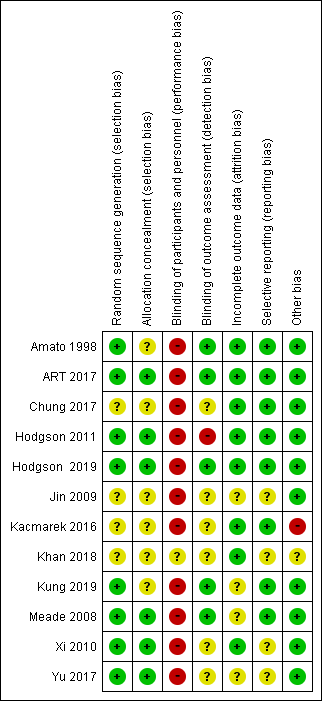 Random sequence generation (selection bias)
Allocation concealment (selection bias)
Blinding of participants and personnel (performance bias)
Blinding of outcome assessment (detection bias)
Incomplete outcome data (attrition bias)
Selective reporting (reporting bias)
Other bias
Amato 1998 + ? - + + + +
ART 2017 + + - + + + +
Chung 2017 ? ? - ? + + +
Hodgson 2011 + + - - + + +
Hodgson  2019 + + - + + + +
Jin 2009 ? ? - ? ? ? +
Kacmarek 2016 ? ? - ? + + -
Khan 2018 ? ? ? ? + ? ?
Kung 2019 + ? - + ? + +
Meade 2008 + + - + ? + +
Xi 2010 + + - ? + ? +
Yu 2017 + + - ? ? ? +